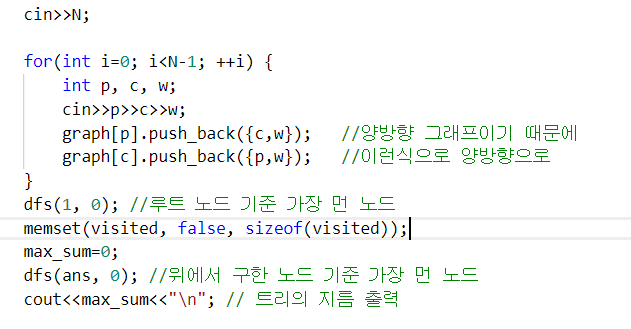 cin>>N;
for(int i=0; i<N-1; ++i) {
int p, c, w;
cin>>p>>c>>w;
graph[p].push_back({c,w}); //양방향 그래프이기 때문에
graph[c].push_back({p,w}); //이런식으로 양방향으로
}
dfs(1, 0); //루트 노드 기준 가장 먼 노드
memset(visited, false, sizeof(visited));
max_sum=0;
dfs(ans, 0); //위에서 구한 노드 기준 가장 먼 노드
cout<<max_sum<<"\n"; // 트리의 지름 출력